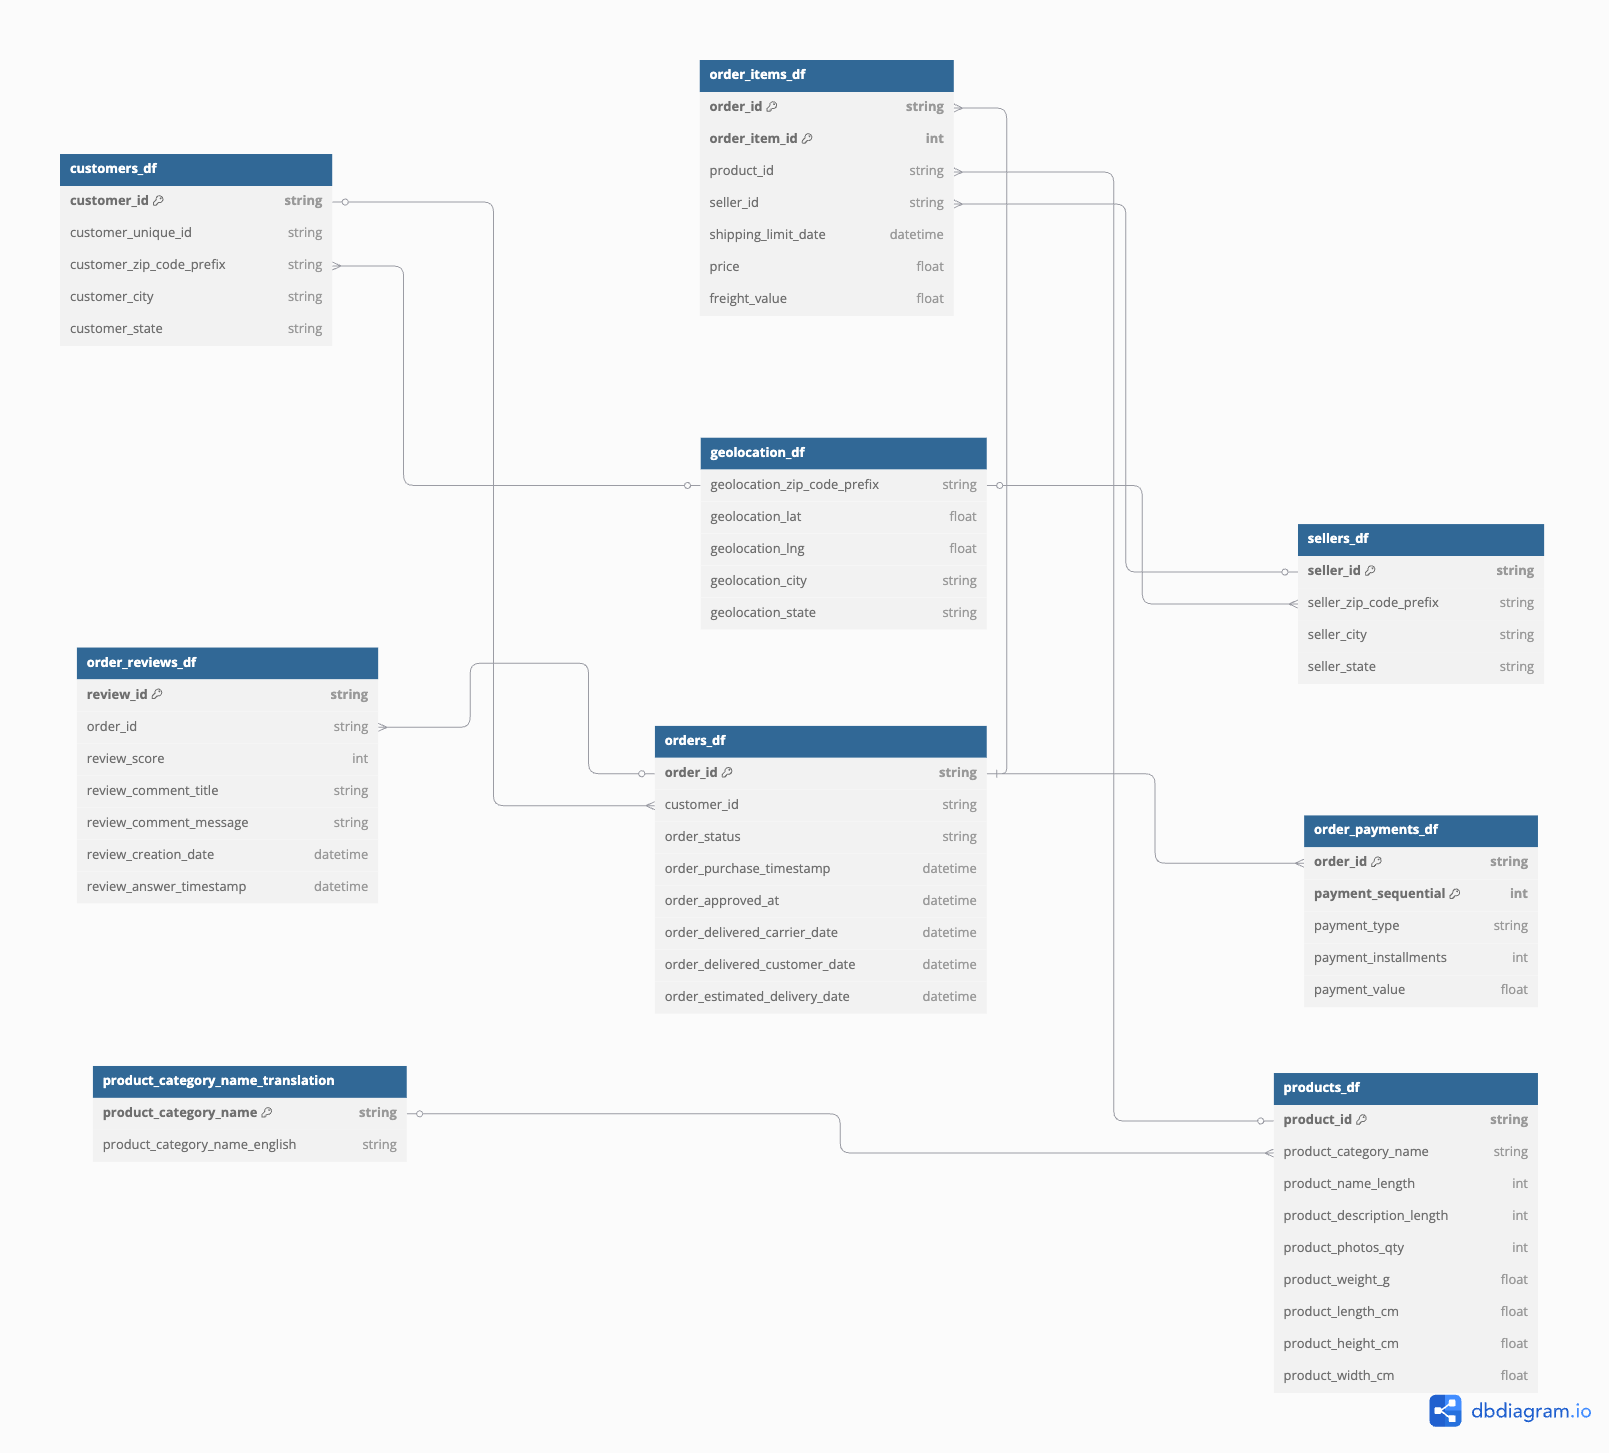 order_items_df
order_id string
order_item_id int
product_id string
seller_id string
shipping_limit_date datetime
price float
freight_value float
customers_df
customer_id string
customer_unique_id string
customer_zip_code_prefix string
customer_city string
customer_state string
geolocation_df
geolocation_zip_code_prefix string
geolocation_lat float
geolocation_lng float
geolocation_city string
geolocation_state string
sellers_df
seller_id string
seller_zip_code_prefix string
seller_city string
seller_state string
order_reviews_df
review_id string
order_id string
review_score int
review_comment_title string
review_comment_message string
review_creation_date datetime
review_answer_timestamp datetime
orders_df
order_id string
customer_id string
order_status string
order_purchase_timestamp datetime
order_approved_at datetime
order_delivered_carrier_date datetime
order_delivered_customer_date datetime
order_estimated_delivery_date datetime
order_payments_df
order_id string
payment_sequential int
payment_type string
payment_installments int
payment_value float
product_category_name_translation
product_category_name string
product_category_name_english string
products_df
product_id string
product_category_name string
product_name_length int
product_description_length int
product_photos_qty int
product_weight_g float
product_length_cm float
product_height_cm float
product_width_cm float
dbdiagram.io